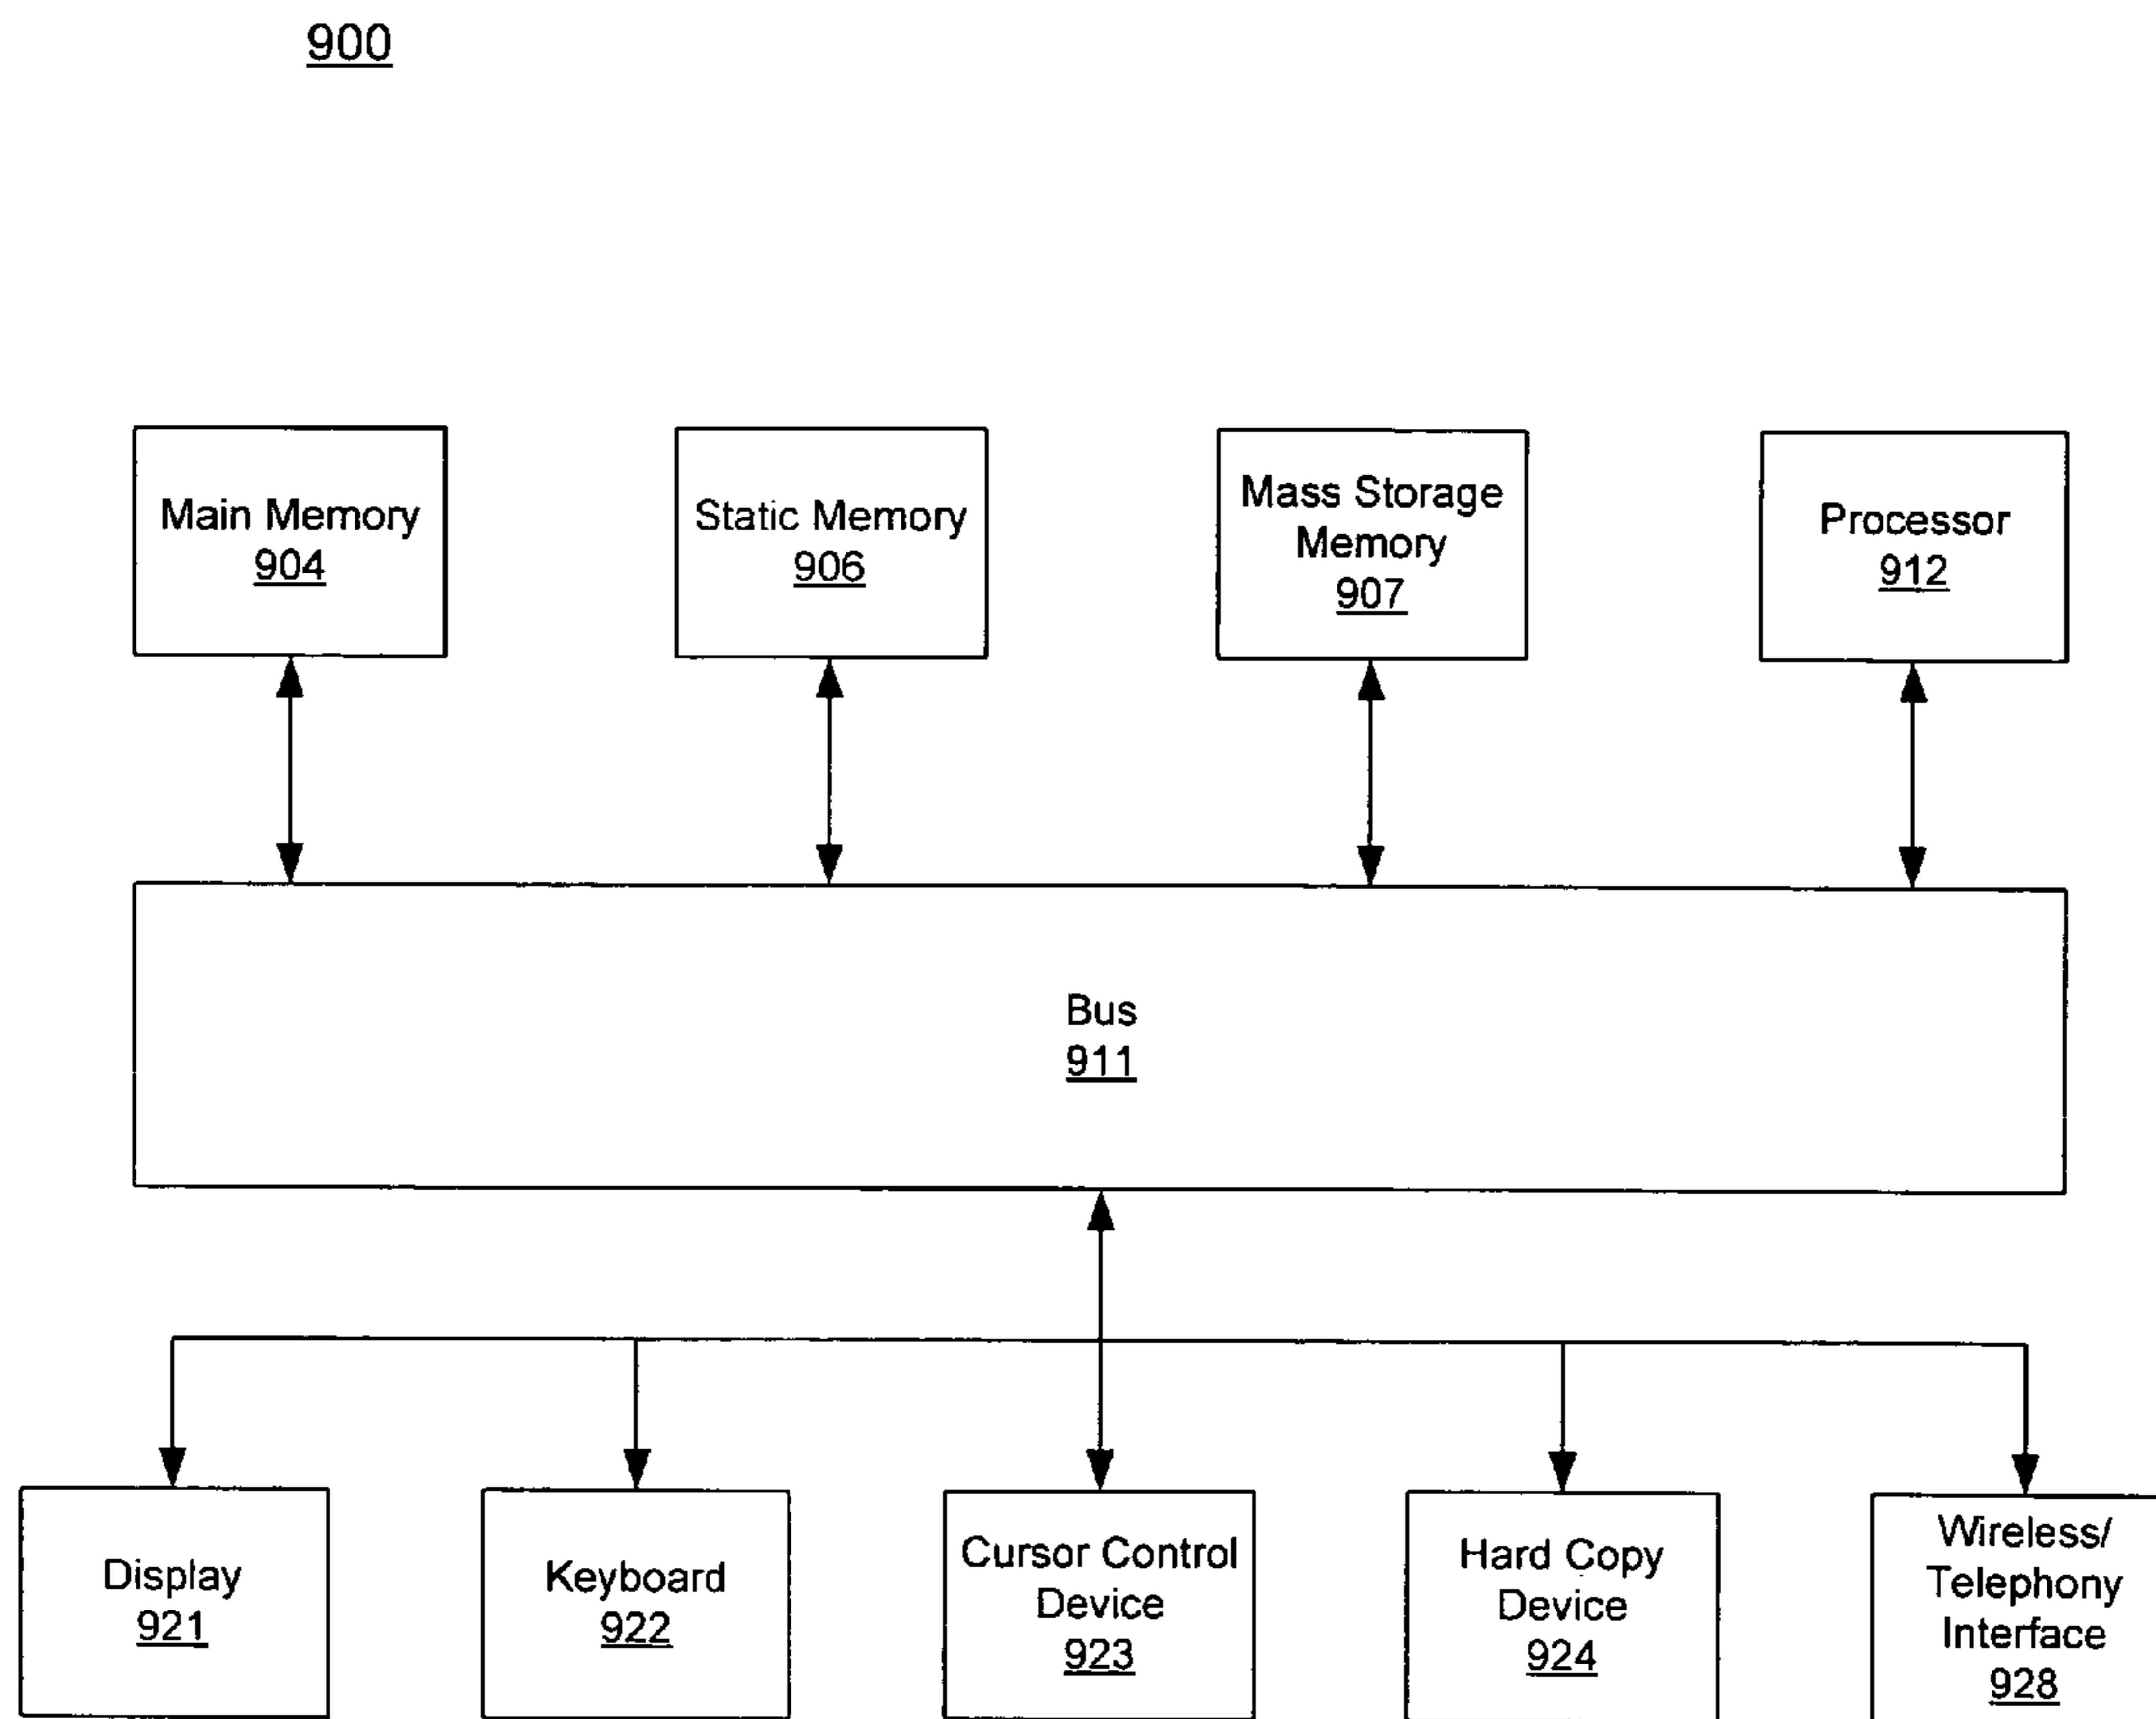 900
Main Memory
904
Static Memory
906
Mass Storage
Memory
907
Processor
912
Bus
911
Display
921
Keyboard
922
Cursor Control
Device
923
Hard Copy
Device
924
Wireless/
Telephony
Interface
928